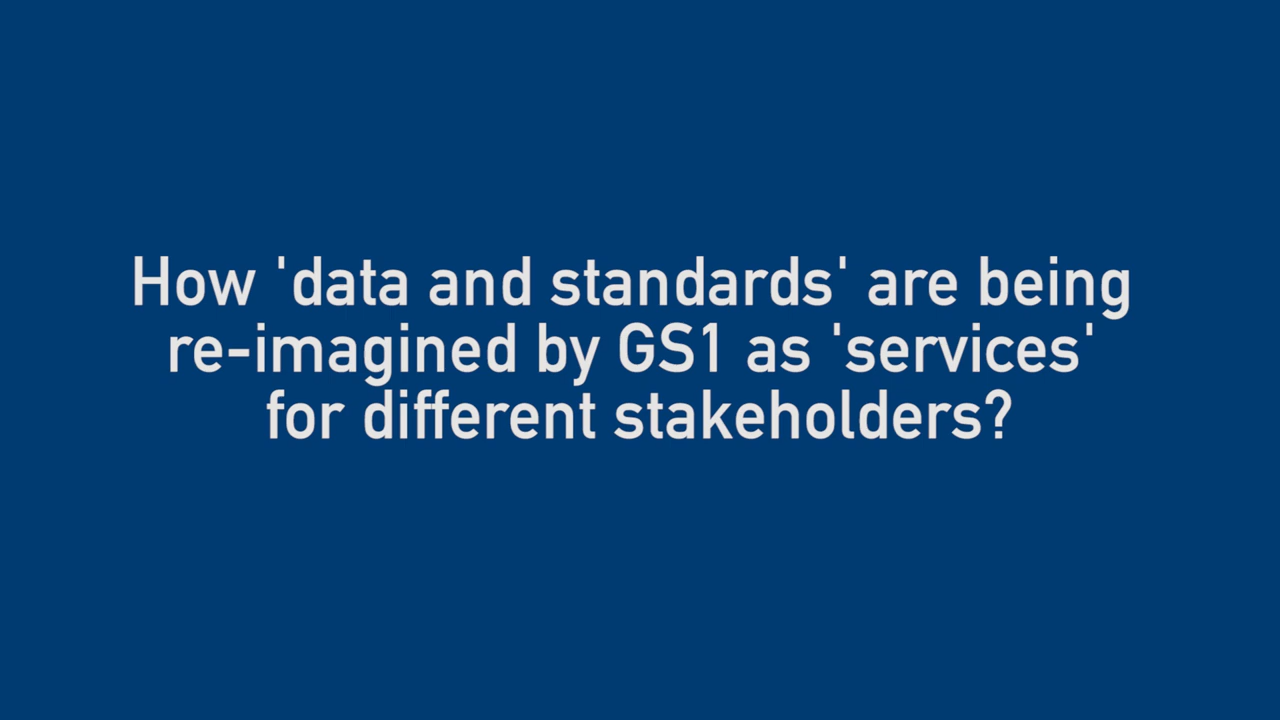 How 'data and standards' are being
re-imagined by GS1 as 'services'
for different stakeholders?